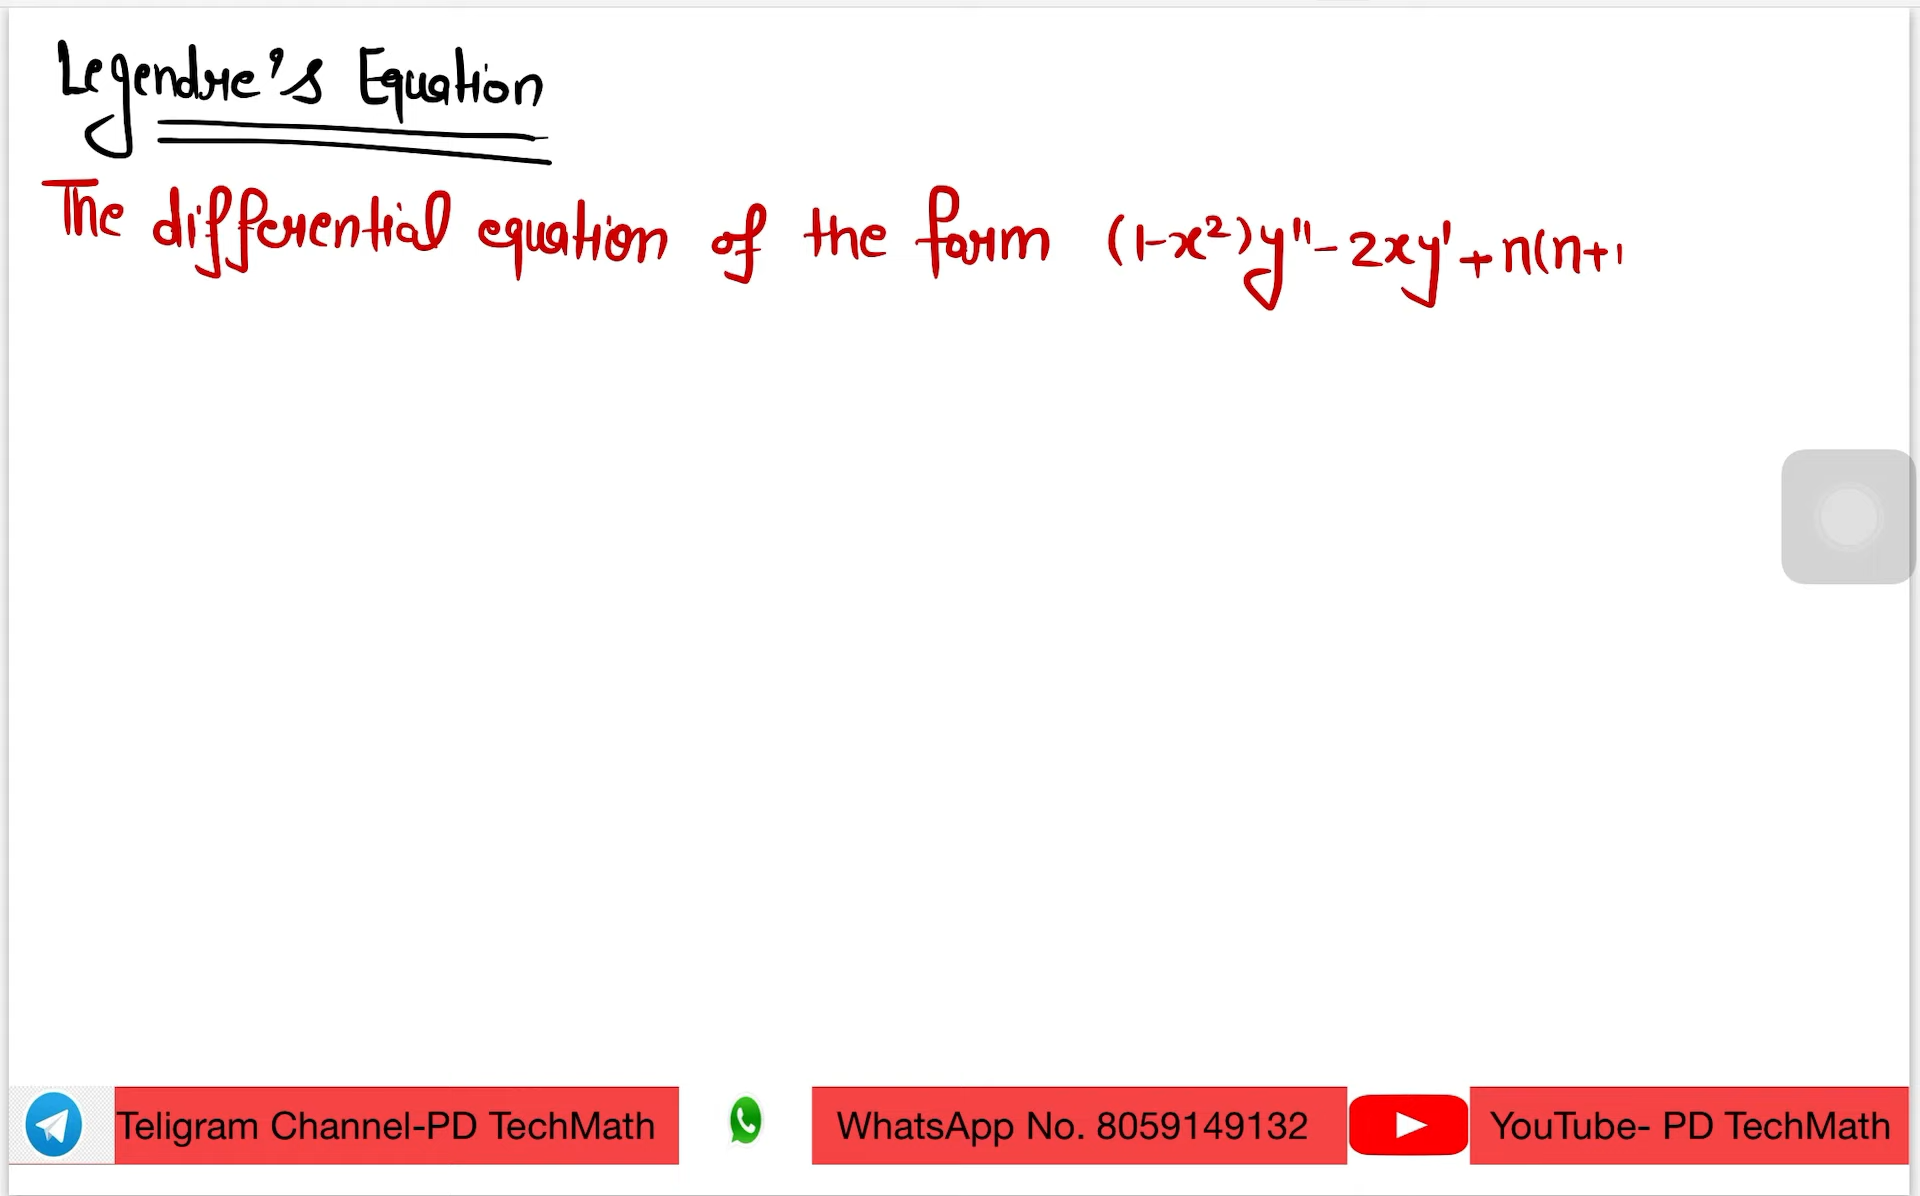 Legendre's Equation
The differential equation of the form (1-x²)y''-2xy'+n(n+1
Teligram Channel-PD TechMath
WhatsApp No. 8059149132
YouTube- PD TechMath